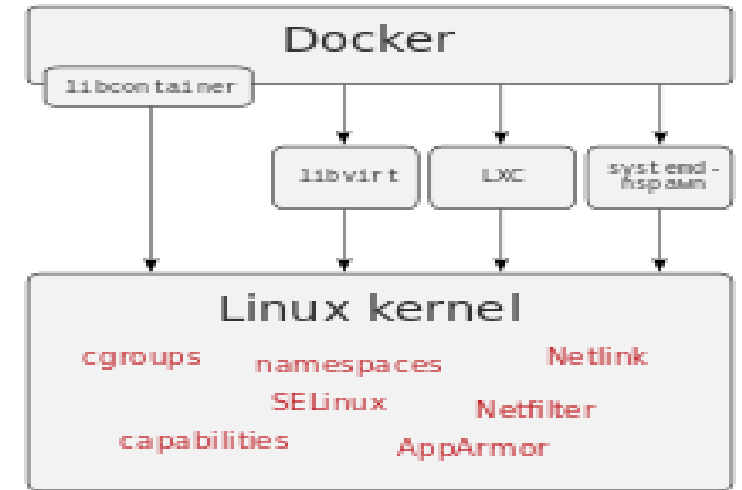 Docker
libcontainer
libvirt
LXC
systemd-
nspawn
Linux kernel
cgroups
namespaces
Netlink
SELinux
Netfilter
capabilities
AppArmor